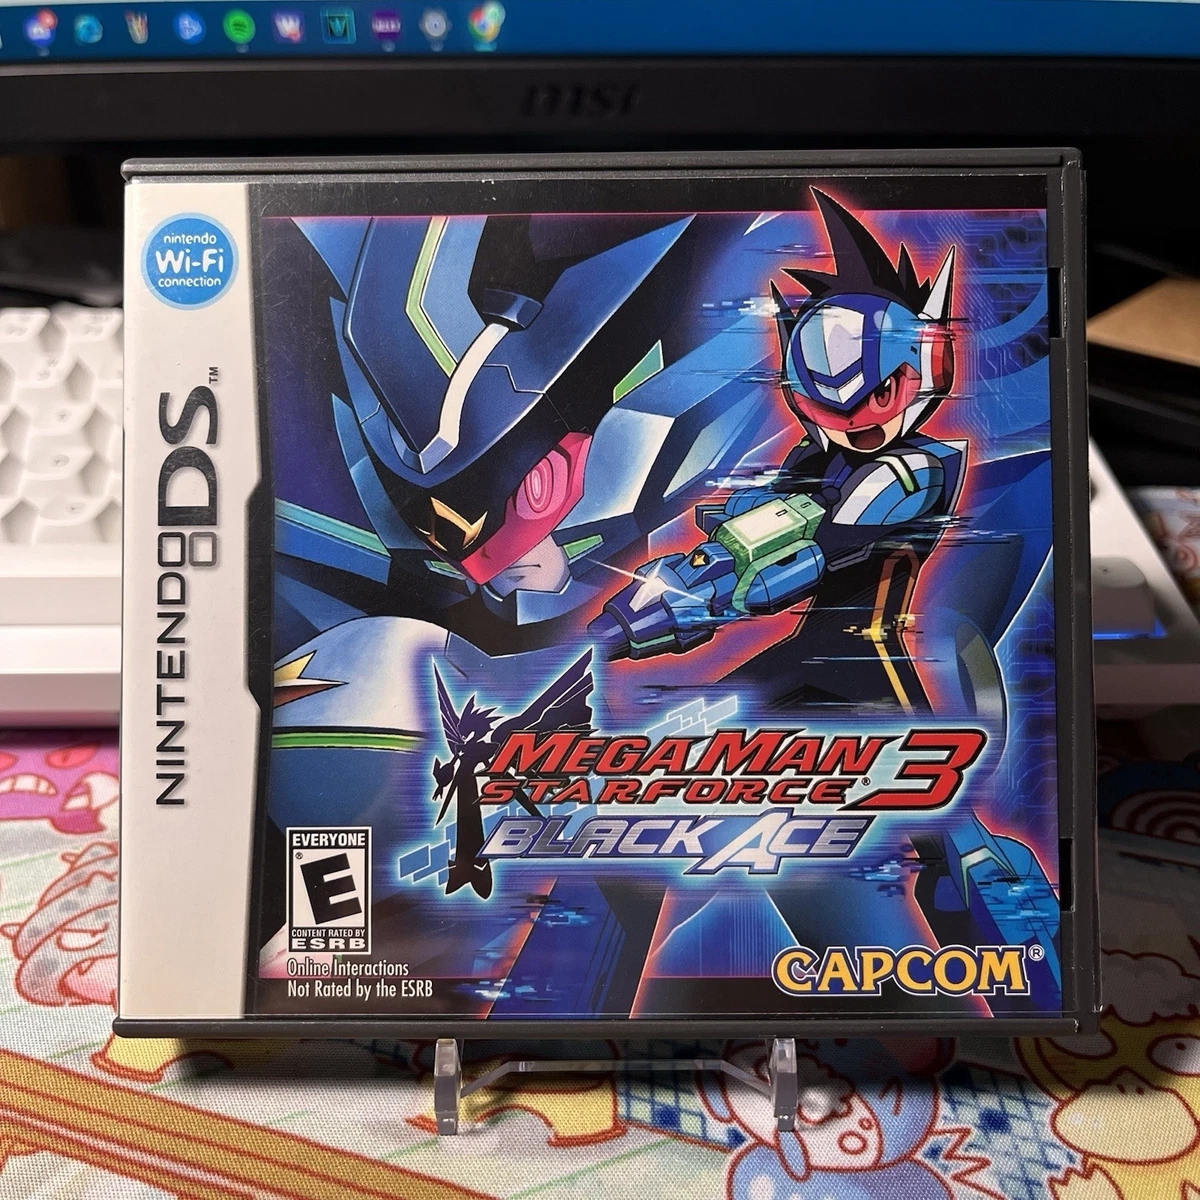 msi
nintendo
Wi-Fi
connection
NINTENDO DS™
MEGA MAN
STARFORCE® 3
BLACK ACE
EVERYONE
E®
CONTENT RATED BY
ESRB
Online Interactions
Not Rated by the ESRB
CAPCOM®